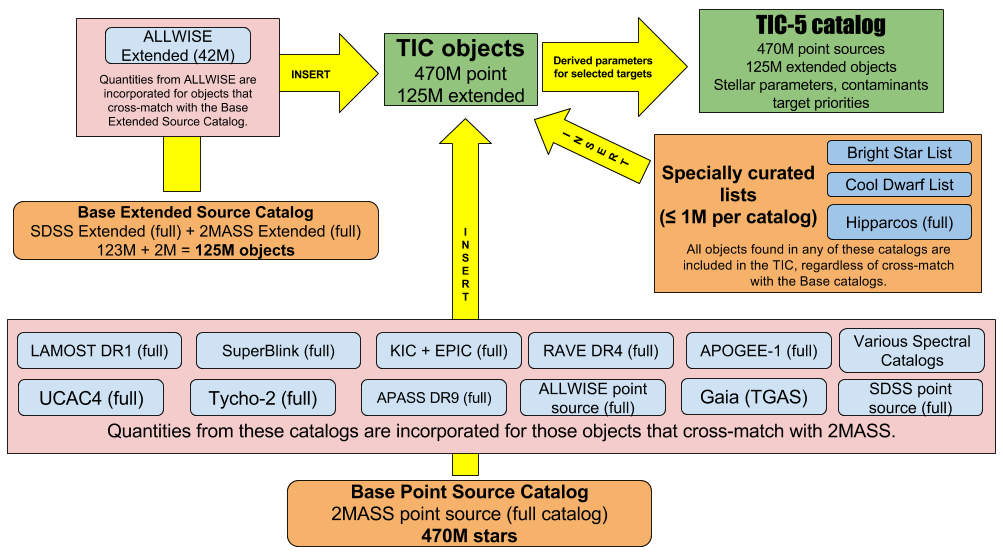 ALLWISE
Extended (42M)
Quantities from ALLWISE are
incorporated for objects that
cross-match with the Base
Extended Source Catalog.
INSERT
TIC objects
470M point
125M extended
Derived parameters
for selected targets
TIC-5 catalog
470M point sources
125M extended objects
Stellar parameters, contaminants
target priorities
INSERT
Specially curated
lists
(≤ 1M per catalog)
Bright Star List
Cool Dwarf List
Hipparcos (full)
All objects found in any of these catalogs are
included in the TIC, regardless of cross-match
with the Base catalogs.
Base Extended Source Catalog
SDSS Extended (full) + 2MASS Extended (full)
123M + 2M = 125M objects
INSERT
LAMOST DR1 (full)
SuperBlink (full)
KIC + EPIC (full)
RAVE DR4 (full)
APOGEE-1 (full)
Various Spectral
Catalogs
UCAC4 (full)
Tycho-2 (full)
APASS DR9 (full)
ALLWISE point
source (full)
Gaia (TGAS)
SDSS point
source (full)
Quantities from these catalogs are incorporated for those objects that cross-match with 2MASS.
Base Point Source Catalog
2MASS point source (full catalog)
470M stars